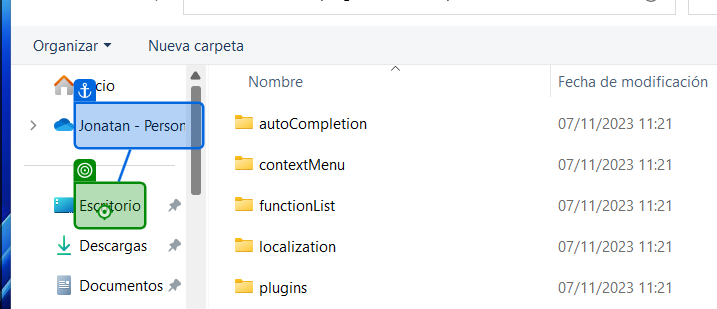 Organizar Nueva carpeta
Nombre Fecha de modificación
Jonatan - Person
Escritorio
Descargas
Documentos
autoCompletion 07/11/2023 11:21
contextMenu 07/11/2023 11:21
functionList 07/11/2023 11:21
localization 07/11/2023 11:21
plugins 07/11/2023 11:21